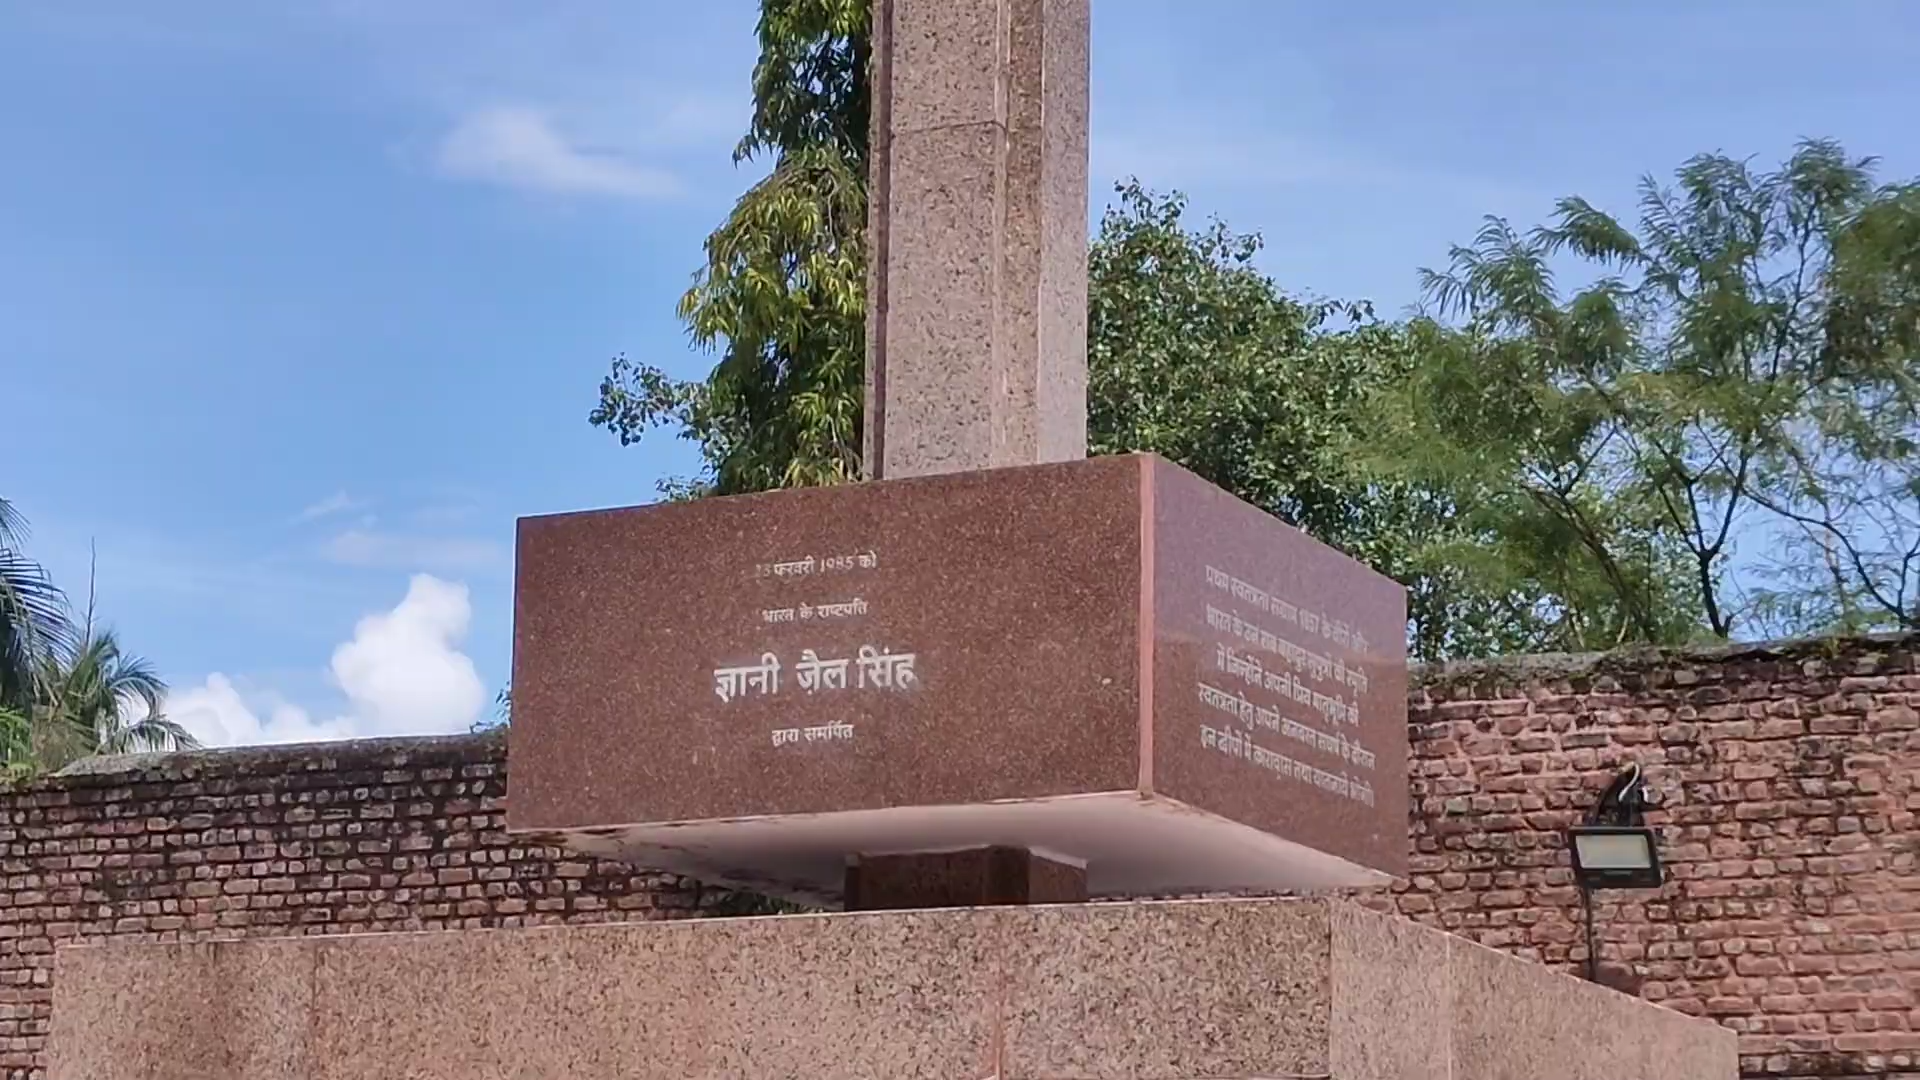 फरवरी 1985 को
भारत के राष्ट्रपति
ज्ञानी ज़ैल सिंह
द्वारा समर्पित
प्रथम स्वतंत्रता संग्राम 1857 के वीरों और
भारत के उन सब बहादुर सपूतों की स्मृति
में जिन्होंने अपनी प्रिय मातृभूमि की
स्वतंत्रता हेतु अपने अनवरत संघर्ष के दौरान
इन द्वीपों में कारावास तथा यातनायें भोगी